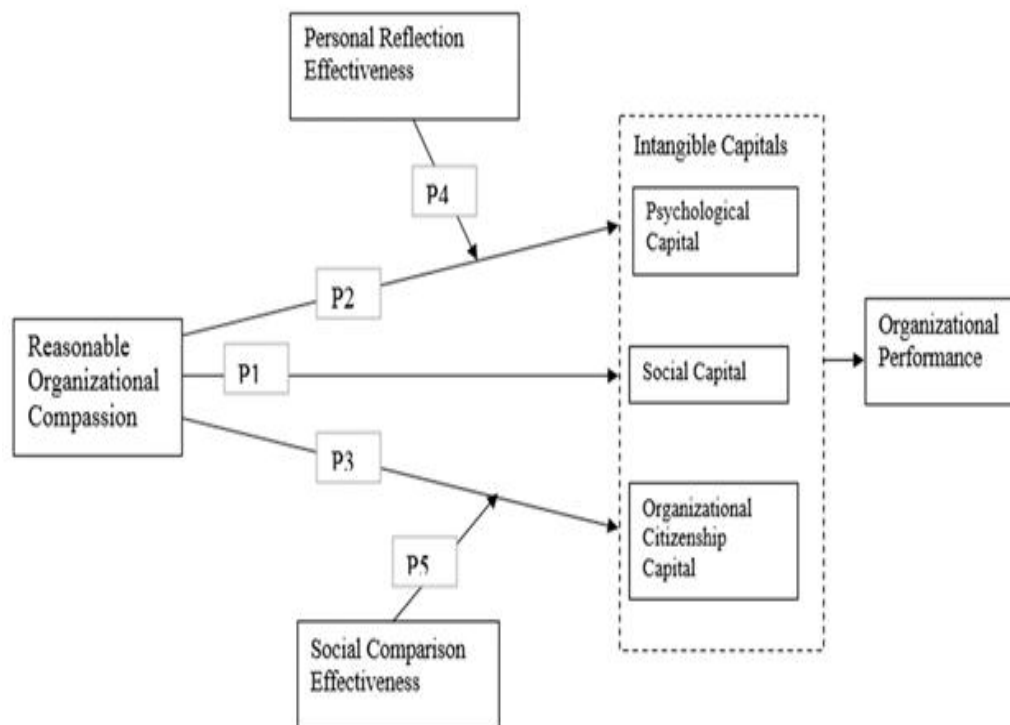 Personal Reflection
Effectiveness
P4
Intangible Capitals
Psychological
Capital
P2
Reasonable
Organizational
Compassion
P1
Social Capital
Organizational
Performance
P3
Organizational
Citizenship
Capital
P5
Social Comparison
Effectiveness